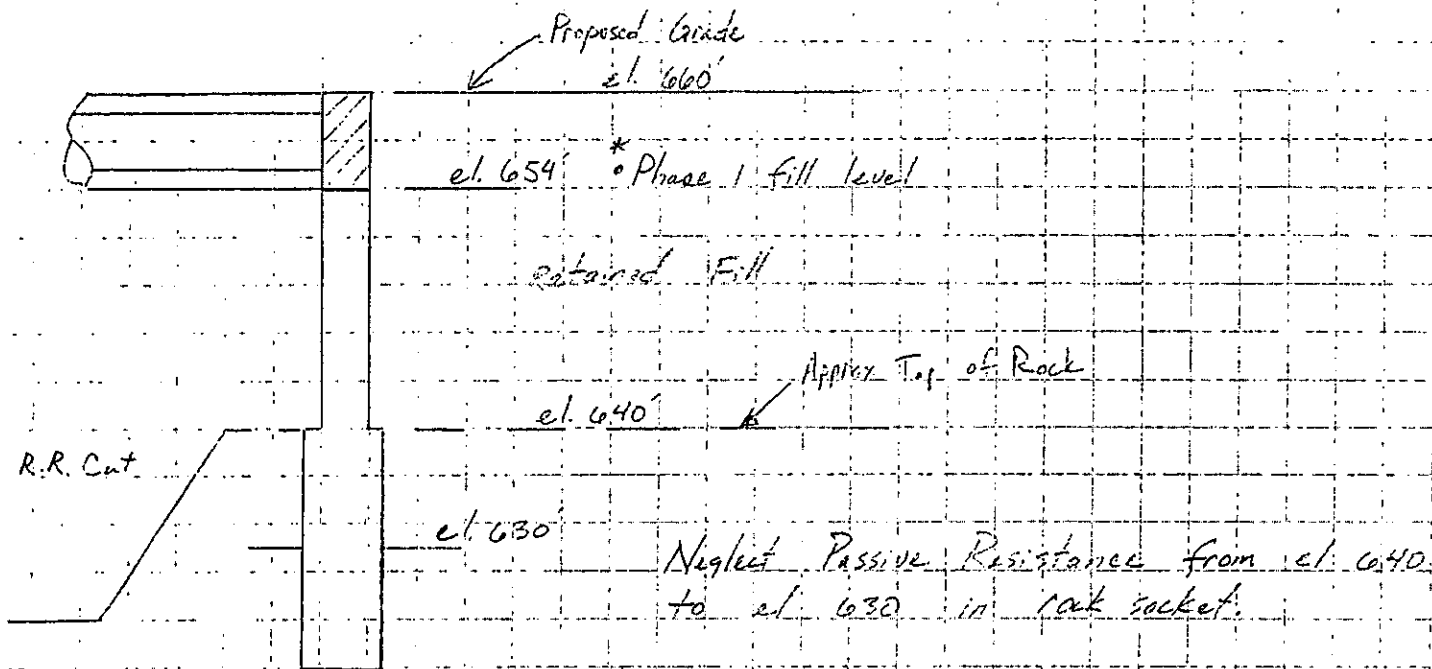 Proposed Grade
el. 660'
el. 654'
* Phase 1 fill level
Retained Fill
Approx Top of Rock
el. 640'
R.R. Cut
el. 630'
Neglect Passive Resistance from el. 640
to el. 630 in rock socket.